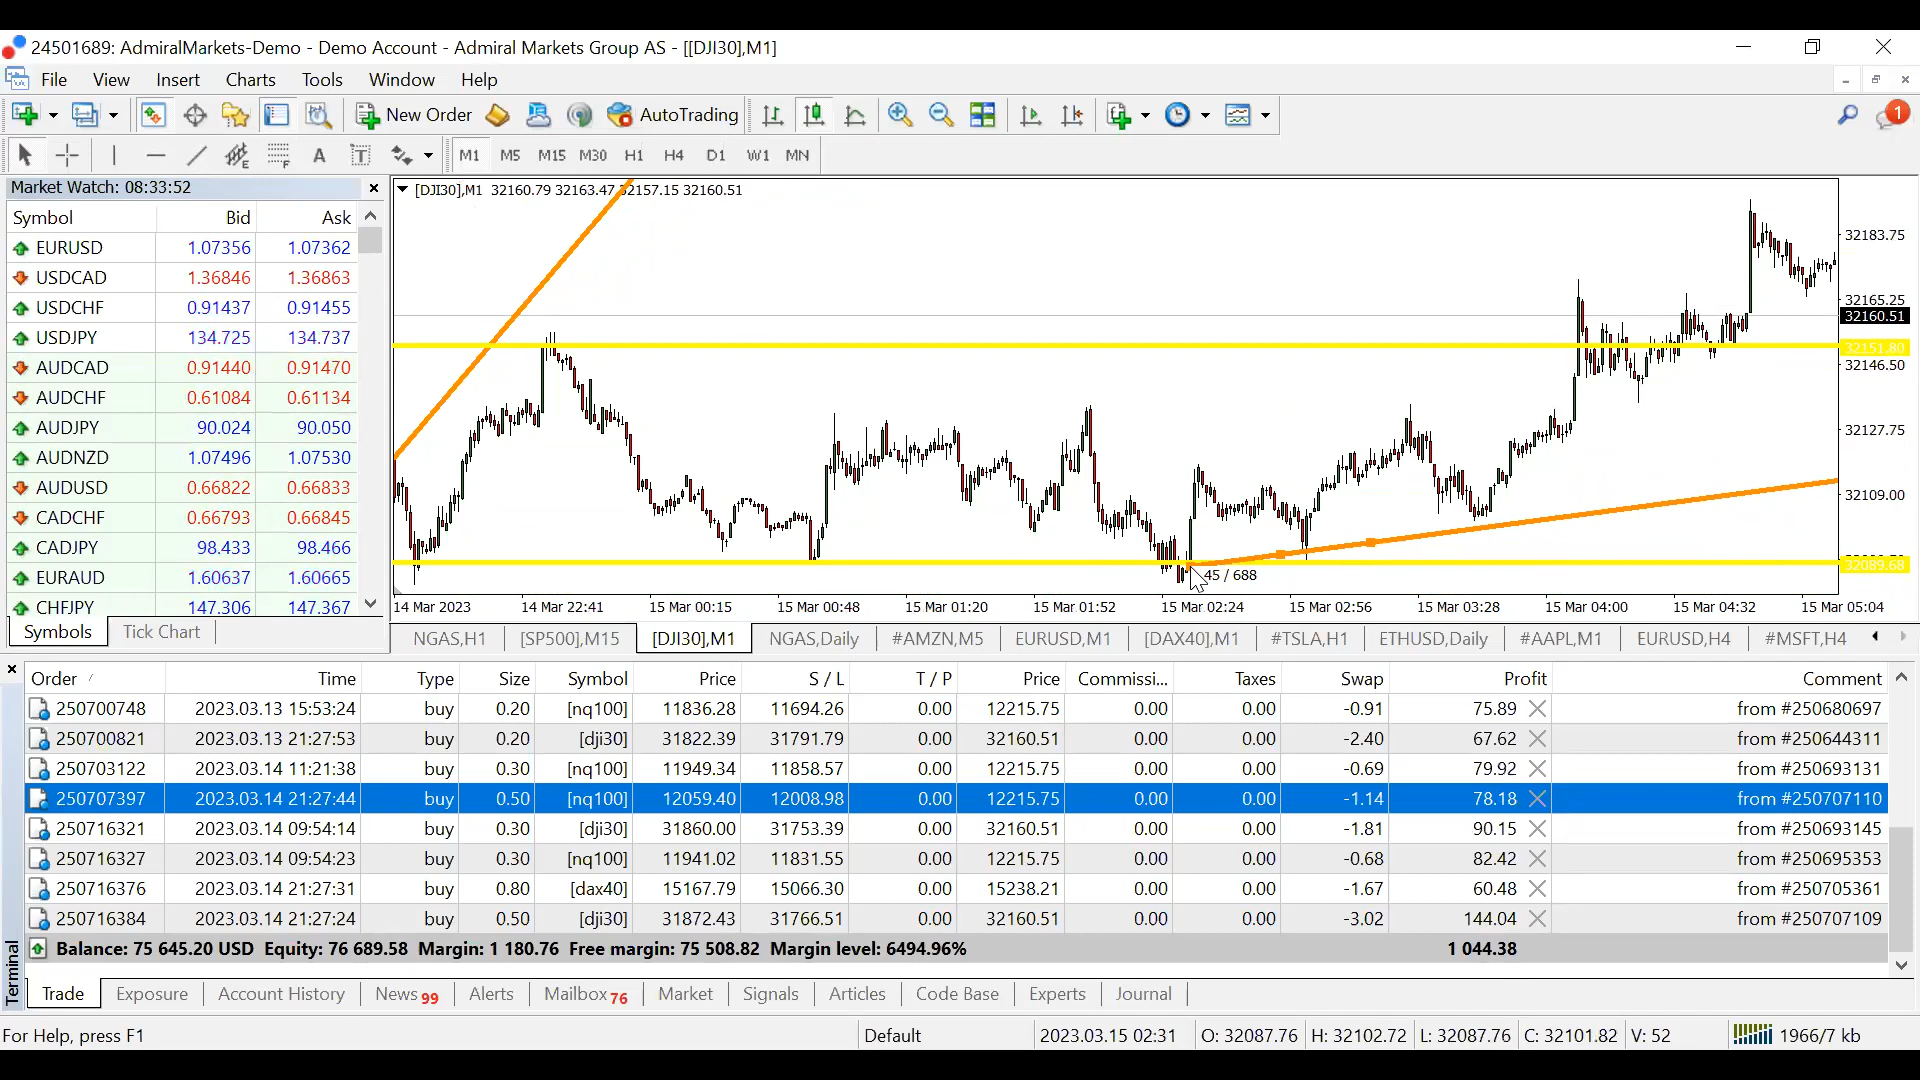 24501689: AdmiralMarkets-Demo - Demo Account - Admiral Markets Group AS - [[DJI30],M1]
File View Insert Charts Tools Window Help
New Order AutoTrading 1
A T M1 M5 M15 M30 H1 H4 D1 W1 MN
Market Watch: 08:33:52
Symbol Bid Ask
EURUSD 1.07356 1.07362
USDCAD 1.36846 1.36863
USDCHF 0.91437 0.91455
USDJPY 134.725 134.737
AUDCAD 0.91440 0.91470
AUDCHF 0.61084 0.61134
AUDJPY 90.024 90.050
AUDNZD 1.07496 1.07530
AUDUSD 0.66822 0.66833
CADCHF 0.66793 0.66845
CADJPY 98.433 98.466
EURAUD 1.60637 1.60665
CHFJPY 147.306 147.367
Symbols Tick Chart
[DJI30],M1 32160.79 32163.47 32157.15 32160.51
32183.75
32165.25
32160.51
32151.80
32146.50
32127.75
32109.00
32089.68
45 / 688
14 Mar 2023 14 Mar 22:41 15 Mar 00:15 15 Mar 00:48 15 Mar 01:20 15 Mar 01:52 15 Mar 02:24 15 Mar 02:56 15 Mar 03:28 15 Mar 04:00 15 Mar 04:32 15 Mar 05:04
NGAS,H1 [SP500],M15 [DJI30],M1 NGAS,Daily #AMZN,M5 EURUSD,M1 [DAX40],M1 #TSLA,H1 ETHUSD,Daily #AAPL,M1 EURUSD,H4 #MSFT,H4
Order / Time Type Size Symbol Price S / L T / P Price Commissi... Taxes Swap Profit Comment
250700748 2023.03.13 15:53:24 buy 0.20 [nq100] 11836.28 11694.26 0.00 12215.75 0.00 0.00 -0.91 75.89 from #250680697
250700821 2023.03.13 21:27:53 buy 0.20 [dji30] 31822.39 31791.79 0.00 32160.51 0.00 0.00 -2.40 67.62 from #250644311
250703122 2023.03.14 11:21:38 buy 0.30 [nq100] 11949.34 11858.57 0.00 12215.75 0.00 0.00 -0.69 79.92 from #250693131
250707397 2023.03.14 21:27:44 buy 0.50 [nq100] 12059.40 12008.98 0.00 12215.75 0.00 0.00 -1.14 78.18 from #250707110
250716321 2023.03.14 09:54:14 buy 0.30 [dji30] 31860.00 31753.39 0.00 32160.51 0.00 0.00 -1.81 90.15 from #250693145
250716327 2023.03.14 09:54:23 buy 0.30 [nq100] 11941.02 11831.55 0.00 12215.75 0.00 0.00 -0.68 82.42 from #250695353
250716376 2023.03.14 21:27:31 buy 0.80 [dax40] 15167.79 15066.30 0.00 15238.21 0.00 0.00 -1.67 60.48 from #250705361
250716384 2023.03.14 21:27:24 buy 0.50 [dji30] 31872.43 31766.51 0.00 32160.51 0.00 0.00 -3.02 144.04 from #250707109
Balance: 75 645.20 USD Equity: 76 689.58 Margin: 1 180.76 Free margin: 75 508.82 Margin level: 6494.96% 1 044.38
Terminal
Trade Exposure Account History News 99 Alerts Mailbox 76 Market Signals Articles Code Base Experts Journal
For Help, press F1 Default 2023.03.15 02:31 O: 32087.76 H: 32102.72 L: 32087.76 C: 32101.82 V: 52 1966/7 kb